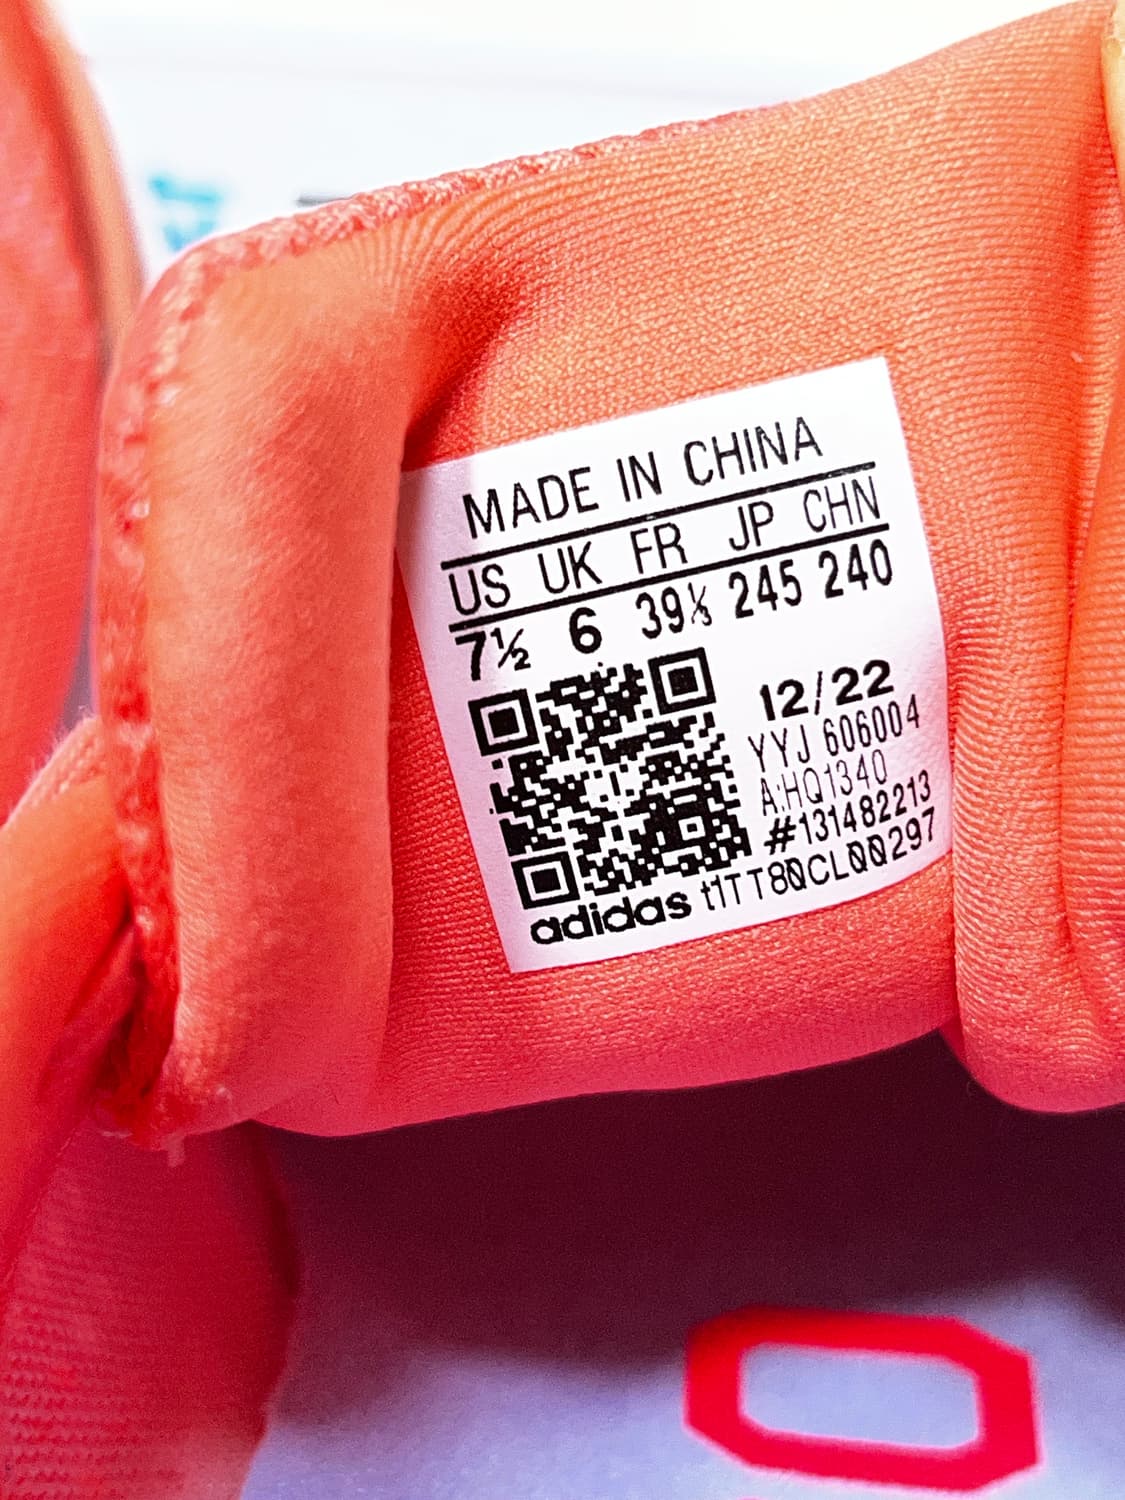 MADE IN CHINA
US UK FR JP CHN
7½ 6 39⅓ 245 240
12/22
YYJ 606004
A:HQ1340
#131482213
adidas t1TT80CL00297